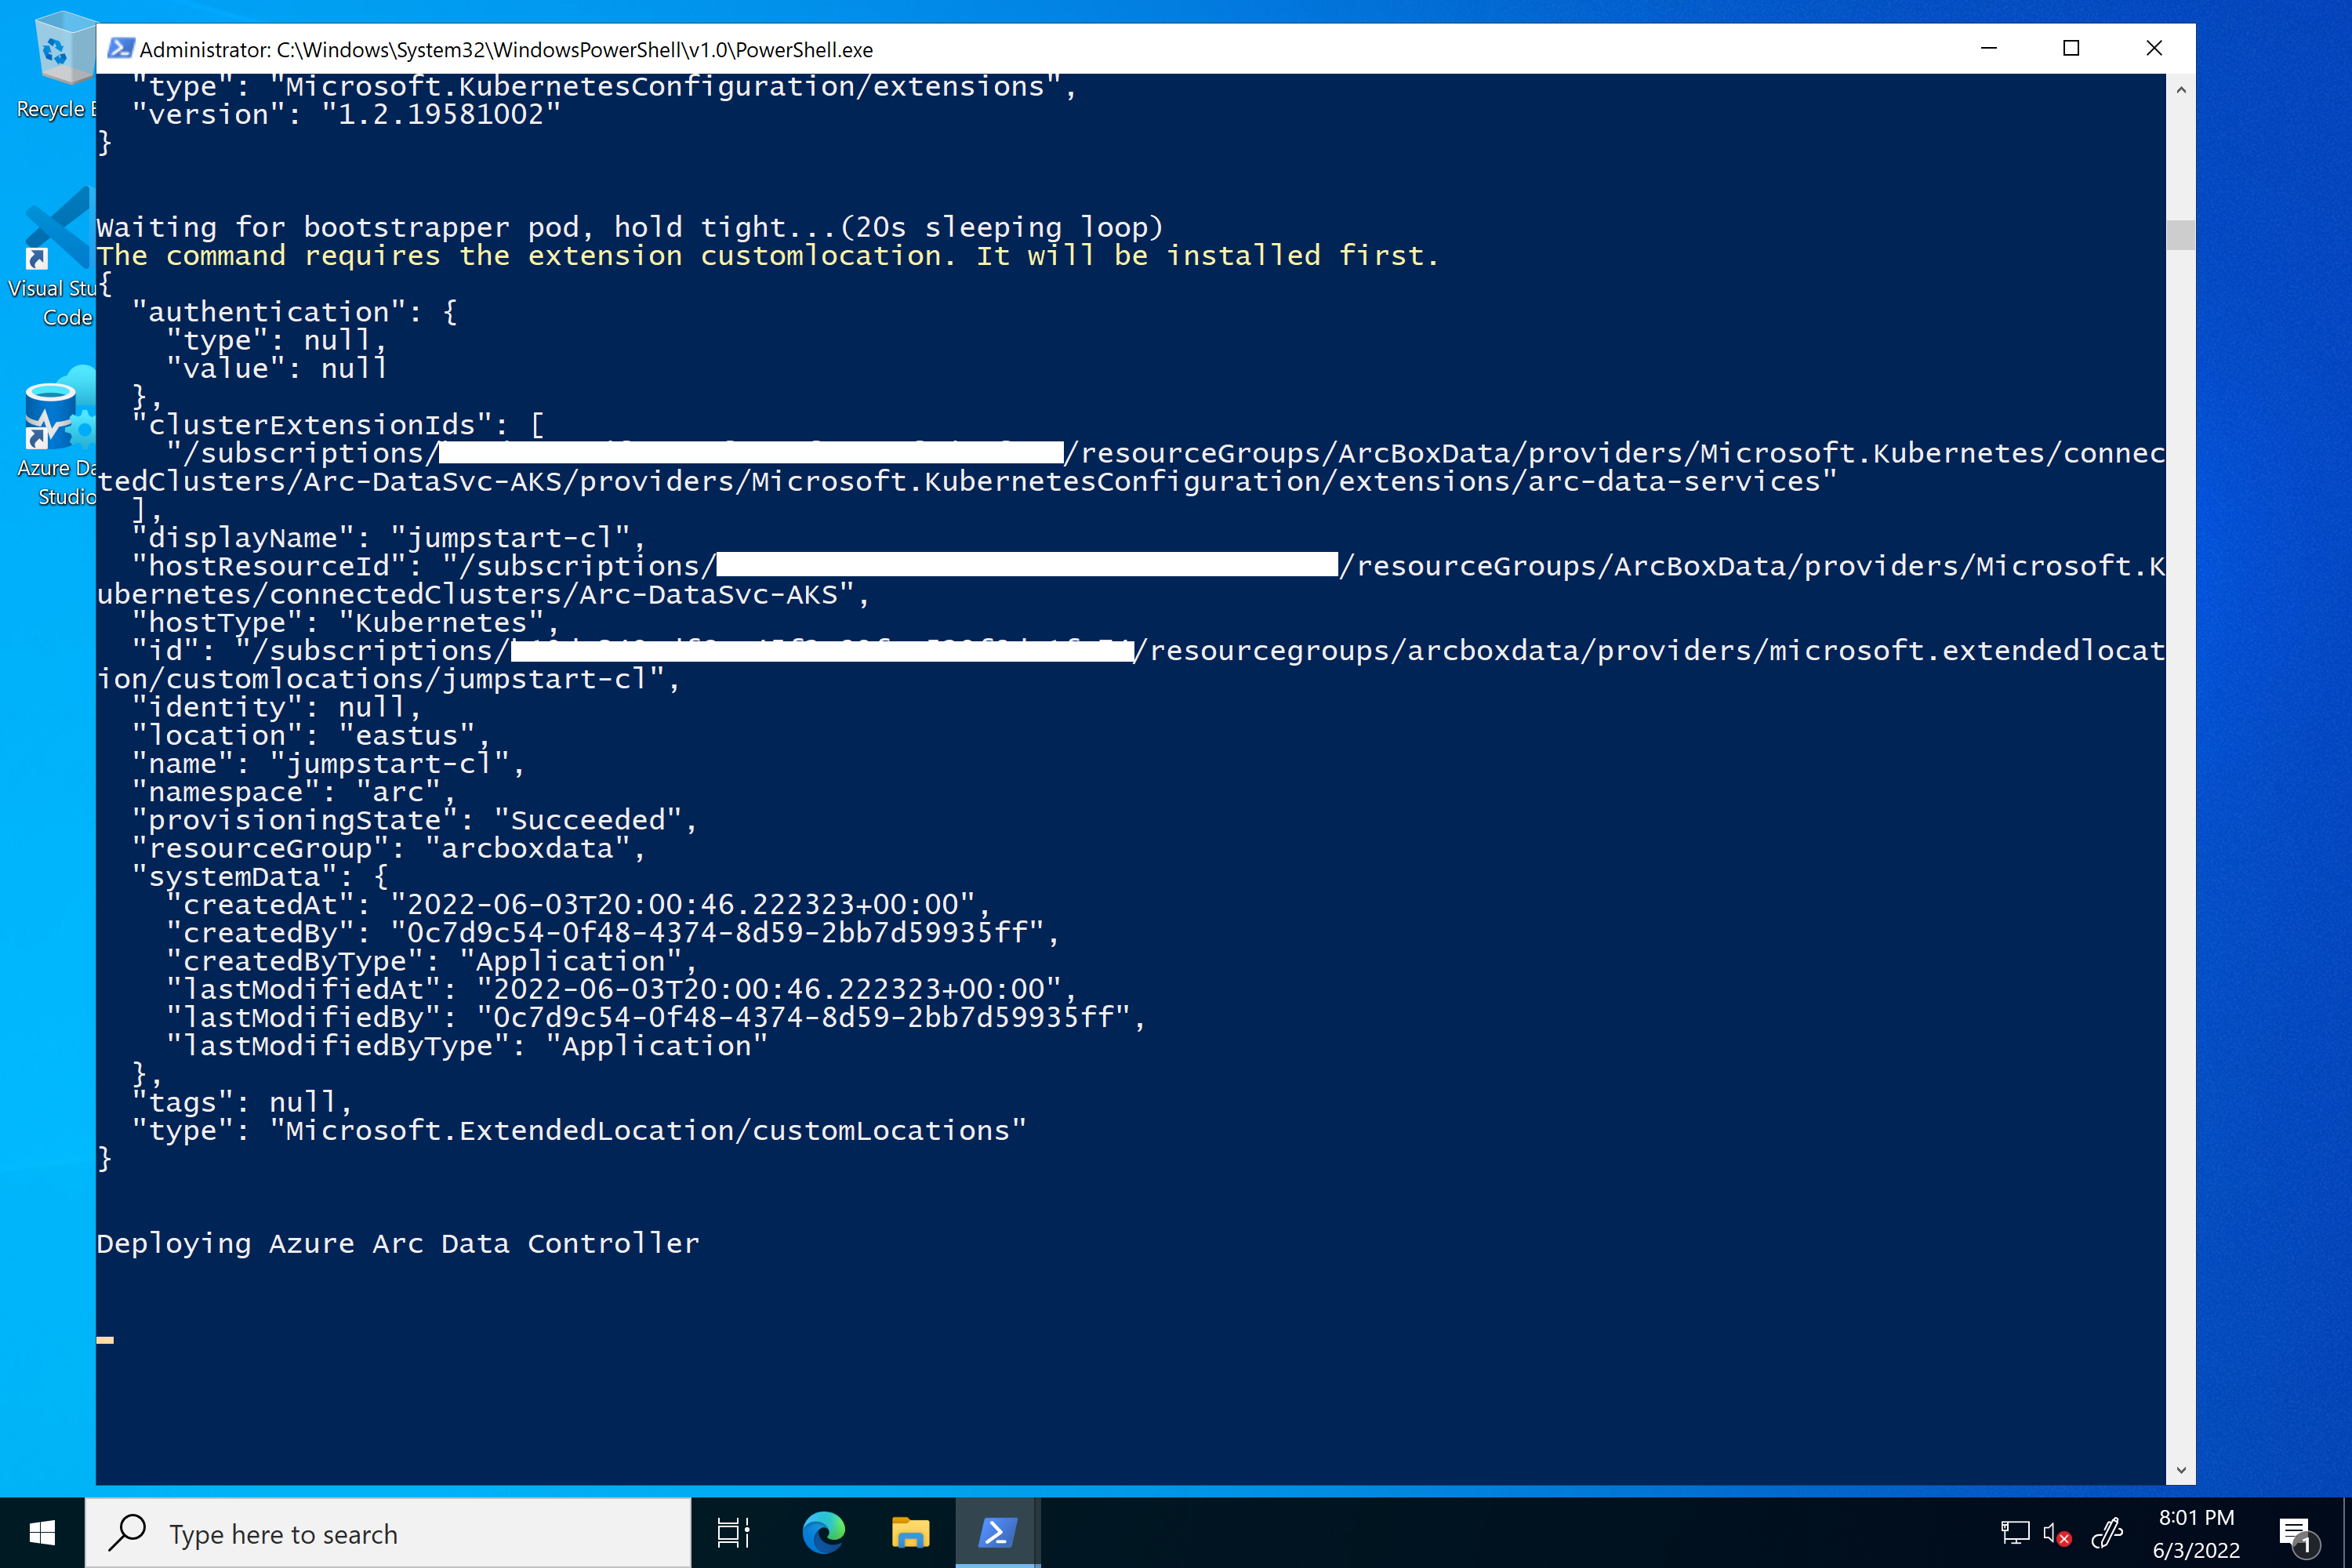 Administrator: C:\Windows\System32\WindowsPowerShell\v1.0\PowerShell.exe
Recycle
Visual Stu
Code
Azure Da
Studio
"type": "Microsoft.KubernetesConfiguration/extensions",
"version": "1.2.19581002"
}
Waiting for bootstrapper pod, hold tight...(20s sleeping loop)
The command requires the extension customlocation. It will be installed first.
{
"authentication": {
"type": null,
"value": null
},
"clusterExtensionIds": [
"/subscriptions/ /resourceGroups/ArcBoxData/providers/Microsoft.Kubernetes/connec
tedClusters/Arc-DataSvc-AKS/providers/Microsoft.KubernetesConfiguration/extensions/arc-data-services"
],
"displayName": "jumpstart-cl",
"hostResourceId": "/subscriptions/ /resourceGroups/ArcBoxData/providers/Microsoft.K
ubernetes/connectedClusters/Arc-DataSvc-AKS",
"hostType": "Kubernetes",
"id": "/subscriptions/ /resourcegroups/arcboxdata/providers/microsoft.extendedlocat
ion/customlocations/jumpstart-cl",
"identity": null,
"location": "eastus",
"name": "jumpstart-cl",
"namespace": "arc",
"provisioningState": "Succeeded",
"resourceGroup": "arcboxdata",
"systemData": {
"createdAt": "2022-06-03T20:00:46.222323+00:00",
"createdBy": "0c7d9c54-0f48-4374-8d59-2bb7d59935ff",
"createdByType": "Application",
"lastModifiedAt": "2022-06-03T20:00:46.222323+00:00",
"lastModifiedBy": "0c7d9c54-0f48-4374-8d59-2bb7d59935ff",
"lastModifiedByType": "Application"
},
"tags": null,
"type": "Microsoft.ExtendedLocation/customLocations"
}
Deploying Azure Arc Data Controller
Type here to search
8:01 PM
6/3/2022
1